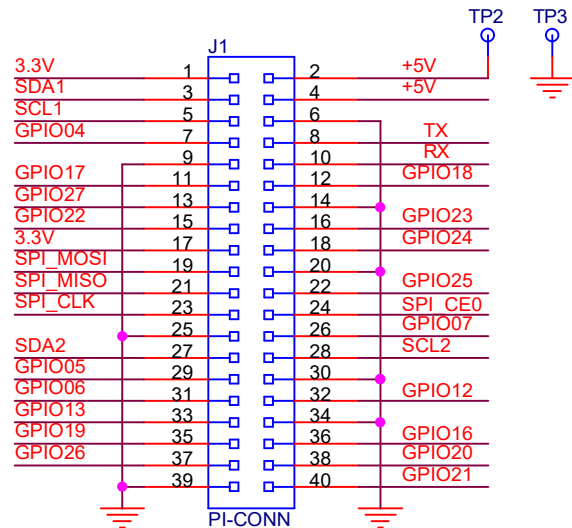 TP2 TP3
J1
3.3V 1 2 +5V
SDA1 3 4 +5V
SCL1 5 6
GPIO04 7 8 TX
9 10 RX
GPIO17 11 12 GPIO18
GPIO27 13 14
GPIO22 15 16 GPIO23
3.3V 17 18 GPIO24
SPI_MOSI 19 20
SPI_MISO 21 22 GPIO25
SPI_CLK 23 24 SPI_CE0
25 26 GPIO07
SDA2 27 28 SCL2
GPIO05 29 30
GPIO06 31 32 GPIO12
GPIO13 33 34
GPIO19 35 36 GPIO16
GPIO26 37 38 GPIO20
39 40 GPIO21
PI-CONN